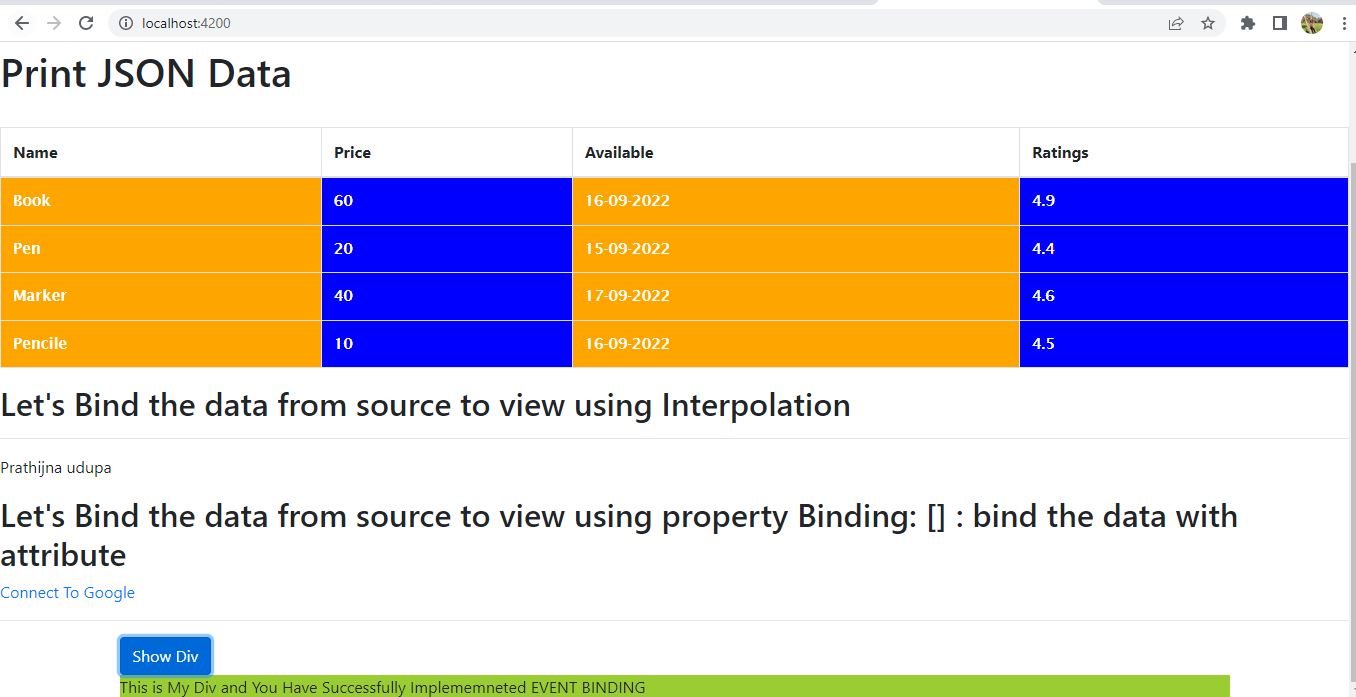 localhost:4200
Print JSON Data
Name Price Available Ratings
Book 60 16-09-2022 4.9
Pen 20 15-09-2022 4.4
Marker 40 17-09-2022 4.6
Pencile 10 16-09-2022 4.5
Let's Bind the data from source to view using Interpolation
Prathijna udupa
Let's Bind the data from source to view using property Binding: [] : bind the data with
attribute
Connect To Google
Show Div
This is My Div and You Have Successfully Implememneted EVENT BINDING